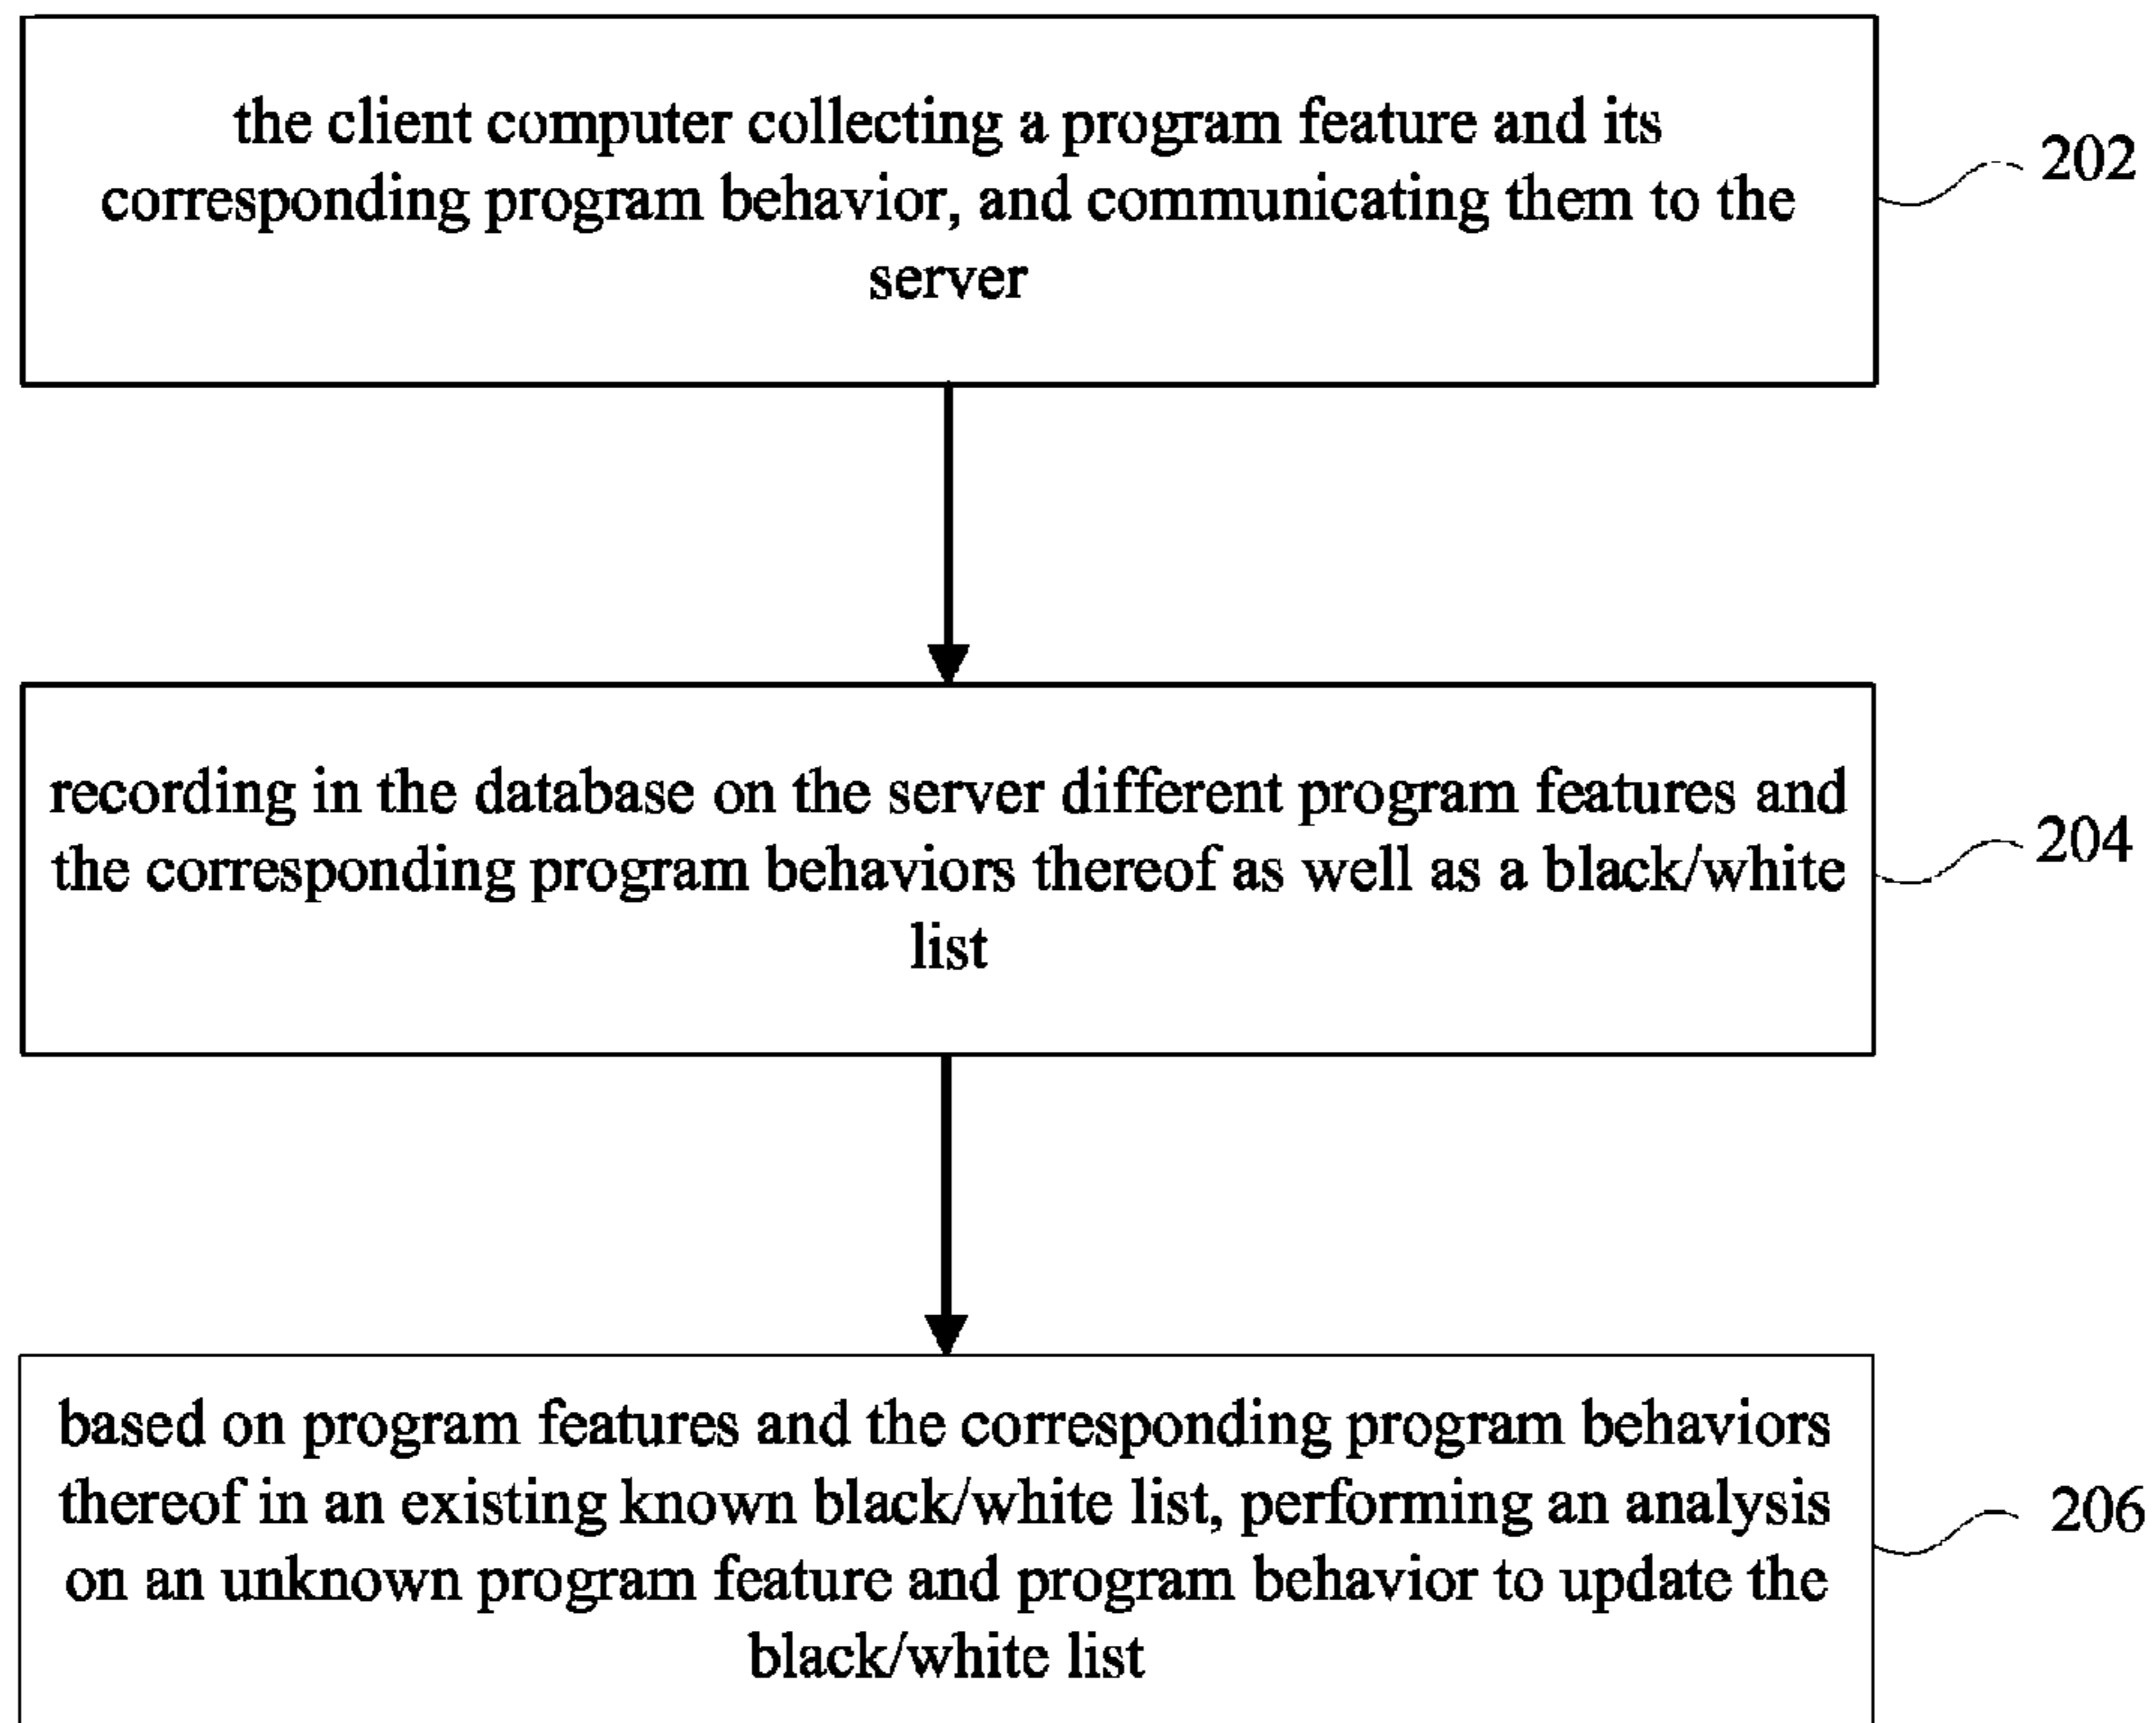 the client computer collecting a program feature and its
corresponding program behavior, and communicating them to the
server
202
recording in the database on the server different program features and
the corresponding program behaviors thereof as well as a black/white
list
204
based on program features and the corresponding program behaviors
thereof in an existing known black/white list, performing an analysis
on an unknown program feature and program behavior to update the
black/white list
206